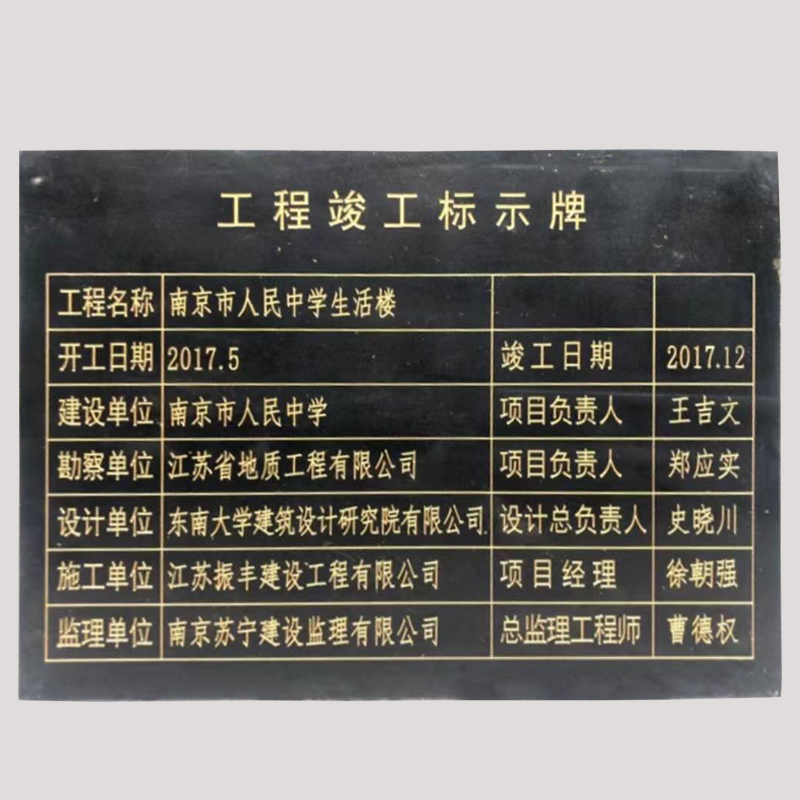 工程竣工标示牌
工程名称 南京市人民中学生活楼
开工日期 2017.5 竣工日期 2017.12
建设单位 南京市人民中学 项目负责人 王吉文
勘察单位 江苏省地质工程有限公司 项目负责人 郑应实
设计单位 东南大学建筑设计研究院有限公司 设计总负责人 史晓川
施工单位 江苏振丰建设工程有限公司 项目经理 徐朝强
监理单位 南京苏宁建设监理有限公司 总监理工程师 曹德权